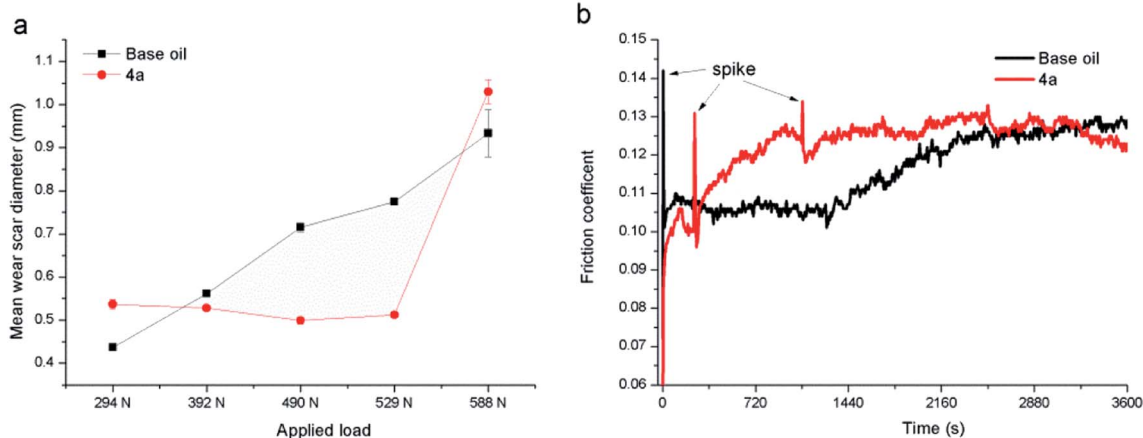 a
Base oil
4a
Mean wear scar diameter (mm)
1.1
1.0
0.9
0.8
0.7
0.6
0.5
0.4
294 N 392 N 490 N 529 N 588 N
Applied load
b
Base oil
4a
spike
Friction coefficent
0.15
0.14
0.13
0.12
0.11
0.10
0.09
0.08
0.07
0.06
0 720 1440 2160 2880 3600
Time (s)